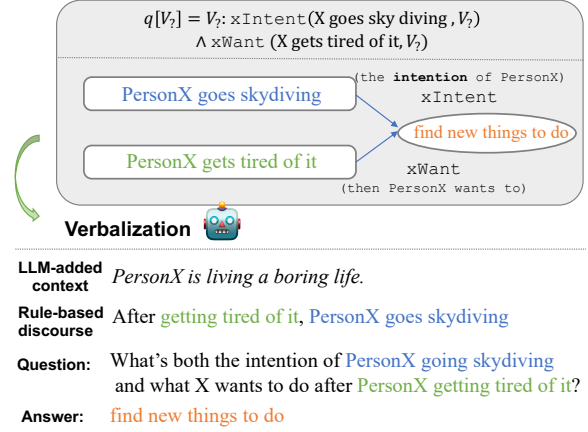 q[V?] = V?: xIntent(X goes sky diving , V?)
∧ xWant (X gets tired of it, V?)
(the intention of PersonX)
PersonX goes skydiving
xIntent
find new things to do
PersonX gets tired of it
xWant
(then PersonX wants to)
Verbalization
LLM-added context PersonX is living a boring life.
Rule-based discourse After getting tired of it, PersonX goes skydiving
Question: What's both the intention of PersonX going skydiving
and what X wants to do after PersonX getting tired of it?
Answer: find new things to do